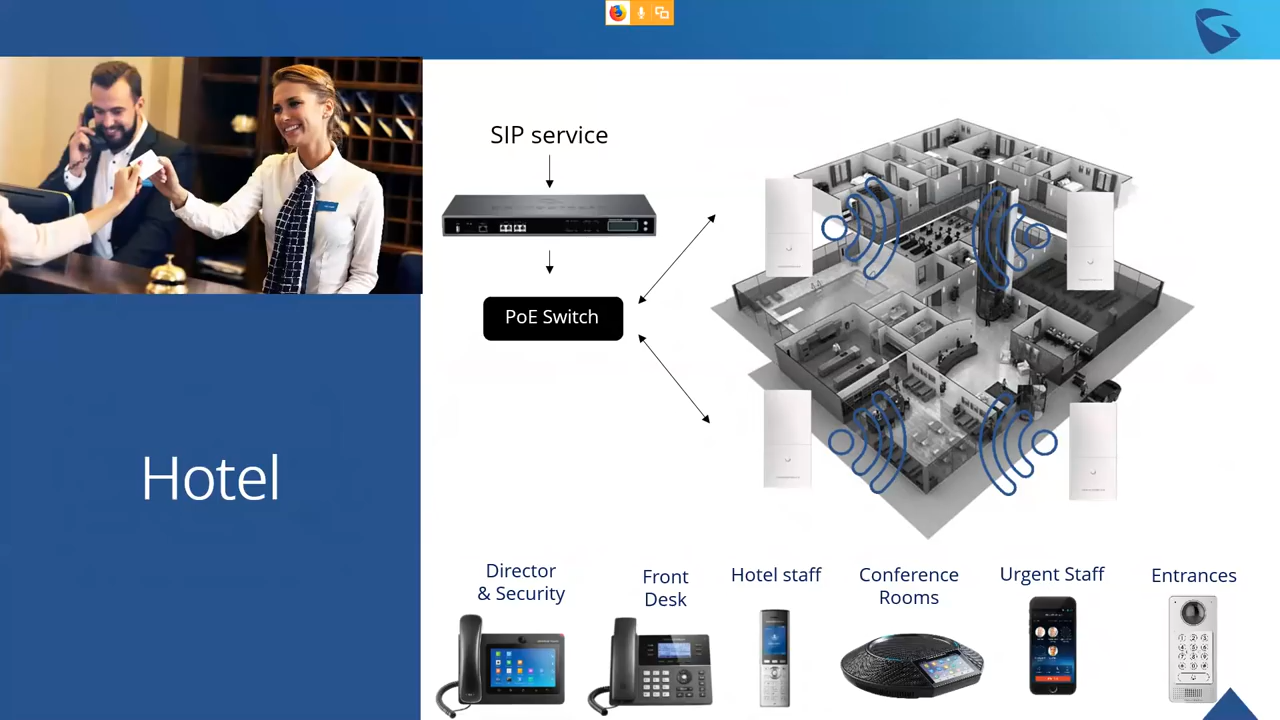 SIP service
PoE Switch
Hotel
Director
& Security
Front
Desk
Hotel staff
Conference
Rooms
Urgent Staff
Entrances